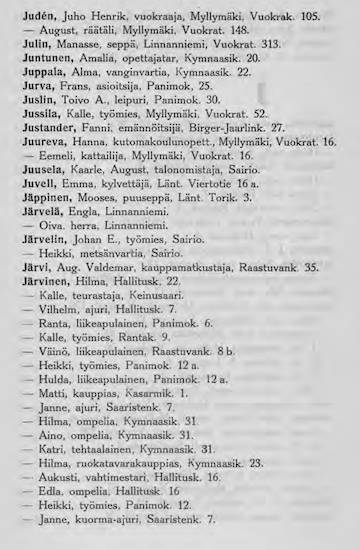 Judén, Juho Henrik, vuokraaja, Myllymäki, Vuokrak. 105.
— August, räätäli, Myllymäki, Vuokrat. 148.
Julin, Manasse, seppä, Linnanniemi, Vuokrat. 313.
Juntunen, Amalia, opettajatar, Kymnaasik. 20.
Juppala, Alma, vanginvartia, Kymnaasik. 22.
Jurva, Frans, asioitsija, Panimok, 25.
Juslin, Toivo A., leipuri, Panimok. 30.
Jussila, Kalle, työmies, Myllymäki, Vuokrat. 52.
Justander, Fanni, emännöitsijä, Birger-Jaarlink. 27.
Juureva, Hanna, kutomakoulunopett., Myllymäki, Vuokrat. 16.
— Eemeli, kattailija, Myllymäki, Vuokrat. 16.
Juusela, Kaarle, August, talonomistaja, Sairio.
Juvell, Emma, kylvettäjä, Länt. Viertotie 16 a.
Jäppinen, Mooses, puuseppä, Länt. Torik. 3.
Järvelä, Engla, Linnanniemi.
— Oiva. herra, Linnanniemi.
Järvelin, Johan E., työmies, Sairio.
— Heikki, metsänvartia, Sairio.
Järvi, Aug. Valdemar, kauppamatkustaja, Raastuvank. 35.
Järvinen, Hilma, Hallitusk. 22.
— Kalle, teurastaja, Keinusaari.
— Vilhelm, ajuri, Hallitusk. 7.
— Ranta, liikeapulainen, Panimok. 6.
— Kalle, työmies, Rantak. 9.
— Väinö, liikeapulainen, Raastuvank. 8 b.
— Heikki, työmies, Panimok. 12 a.
— Hulda, liikeapulainen, Panimok. 12 a.
— Matti, kauppias, Kasarmik. 1.
— Janne, ajuri, Saaristenk. 7.
— Hilma, ompelia, Kymnaasik. 31.
— Aino, ompelia, Kymnaasik. 31.
— Katri, tehtaalainen, Kymnaasik. 31.
— Hilma, ruokatavarakauppias, Kymnaasik. 23.
— Aukusti, vahtimestari, Hallitusk. 16.
— Edla, ompelia, Hallitusk. 16
— Heikki, työmies, Panimok. 12.
— Janne, kuorma-ajuri, Saaristenk. 7.